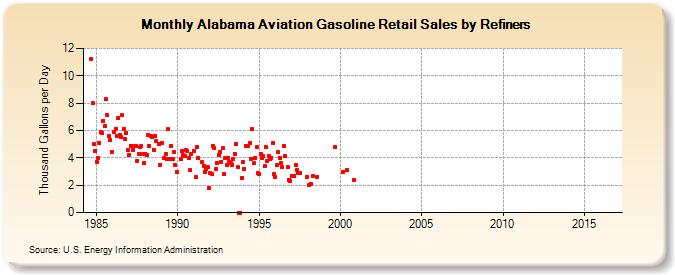 Monthly Alabama Aviation Gasoline Retail Sales by Refiners
Thousand Gallons per Day
12
10
8
6
4
2
0
1985 1990 1995 2000 2005 2010 2015
Source: U.S. Energy Information Administration